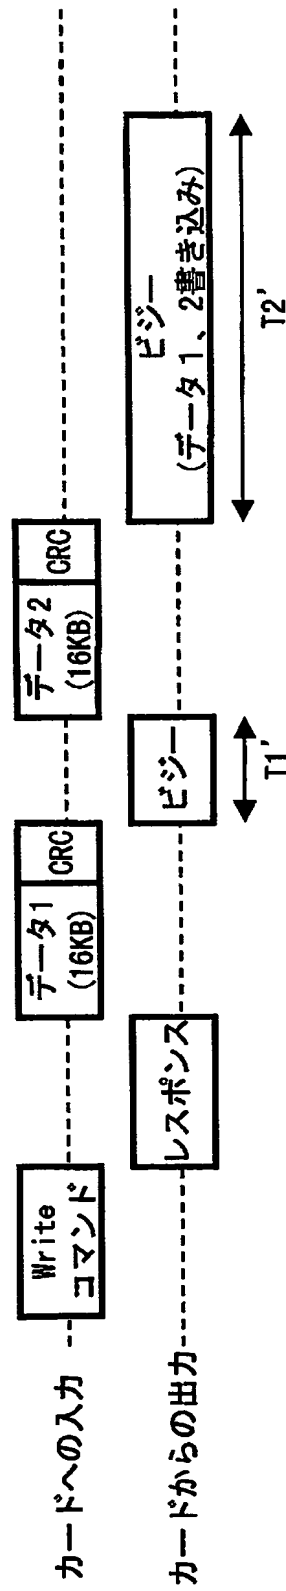 カードへの入力
Write
コマンド
データ1
(16KB)
CRC
データ2
(16KB)
CRC
カードからの出力
レスポンス
ビジー
T1'
ビジー
(データ1、2書き込み)
T2'